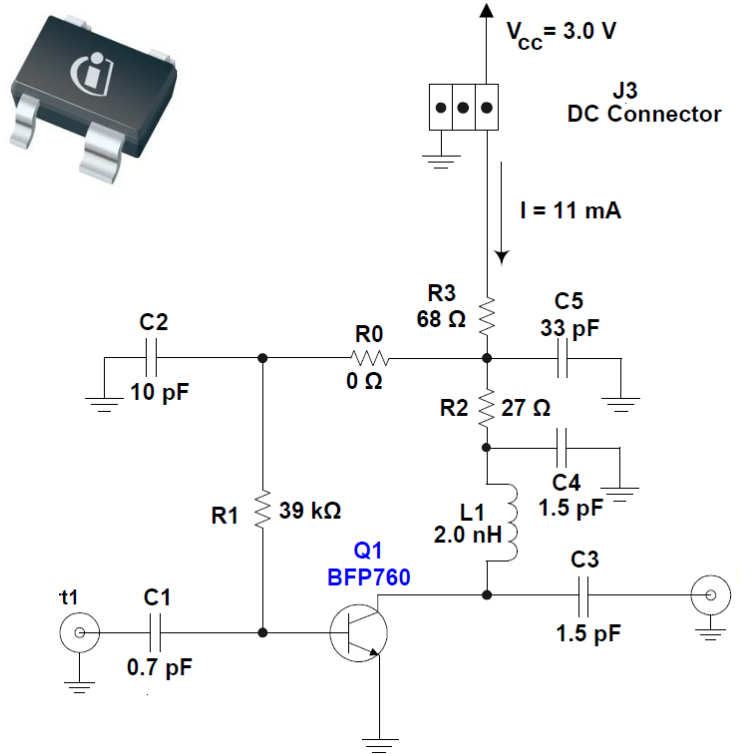 V_CC = 3.0 V
J3
DC Connector
I = 11 mA
R3
68 Ω
C5
33 pF
C2
10 pF
R0
0 Ω
R2
27 Ω
C4
1.5 pF
R1
39 kΩ
L1
2.0 nH
Q1
BFP760
C3
1.5 pF
t1
C1
0.7 pF